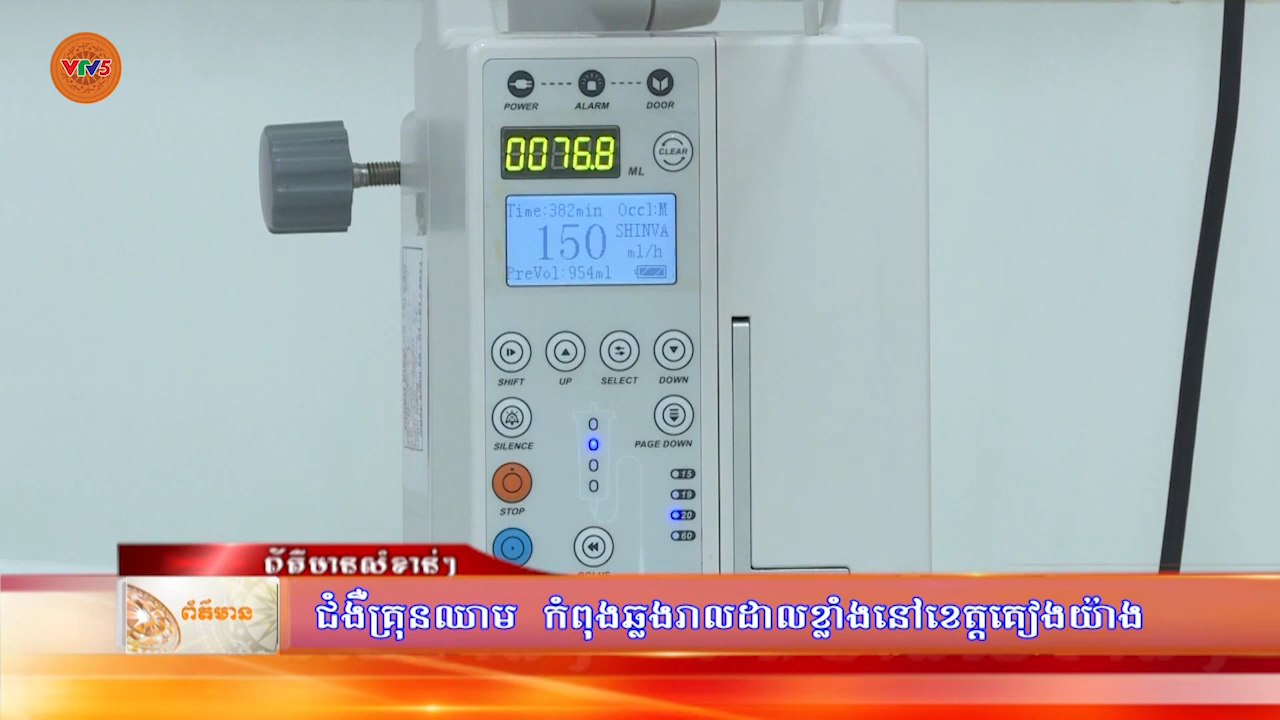 VTV5
POWER ALARM DOOR
0076.8 ML CLEAR
Time:382min Occl:M
150 SHINVA
ml/h
PreVol:954ml
SHIFT UP SELECT DOWN
SILENCE PAGE DOWN
15
19
20
60
STOP
ព័ត៌មានសំខាន់ៗ
ព័ត៌មាន
ជំងឺគ្រុនឈាម កំពុងឆ្លងរាលដាលខ្លាំងនៅខេត្តគៀងយ៉ាង